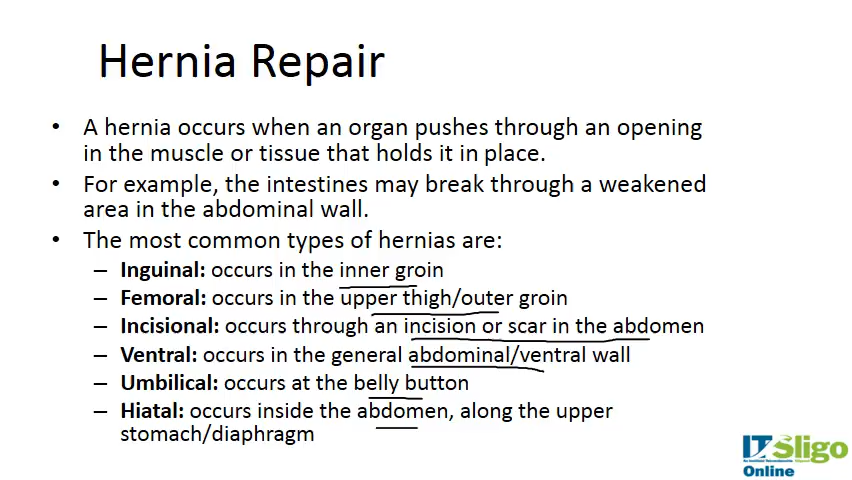 Hernia Repair
• A hernia occurs when an organ pushes through an opening
in the muscle or tissue that holds it in place.
• For example, the intestines may break through a weakened
area in the abdominal wall.
• The most common types of hernias are:
– Inguinal: occurs in the inner groin
– Femoral: occurs in the upper thigh/outer groin
– Incisional: occurs through an incision or scar in the abdomen
– Ventral: occurs in the general abdominal/ventral wall
– Umbilical: occurs at the belly button
– Hiatal: occurs inside the abdomen, along the upper
stomach/diaphragm
IT Sligo
Online